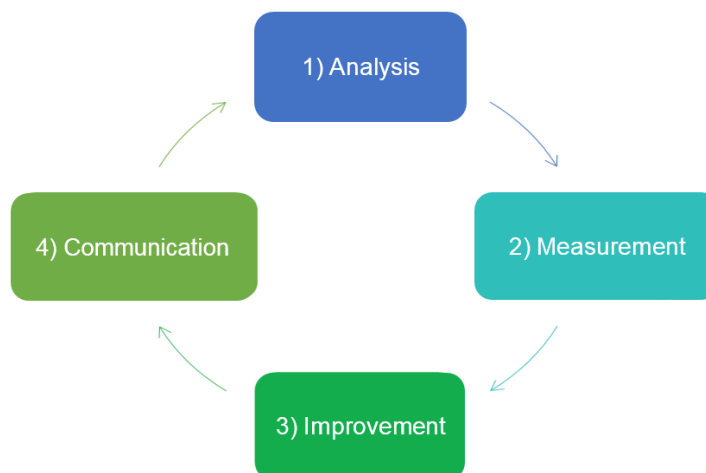 1) Analysis
2) Measurement
3) Improvement
4) Communication